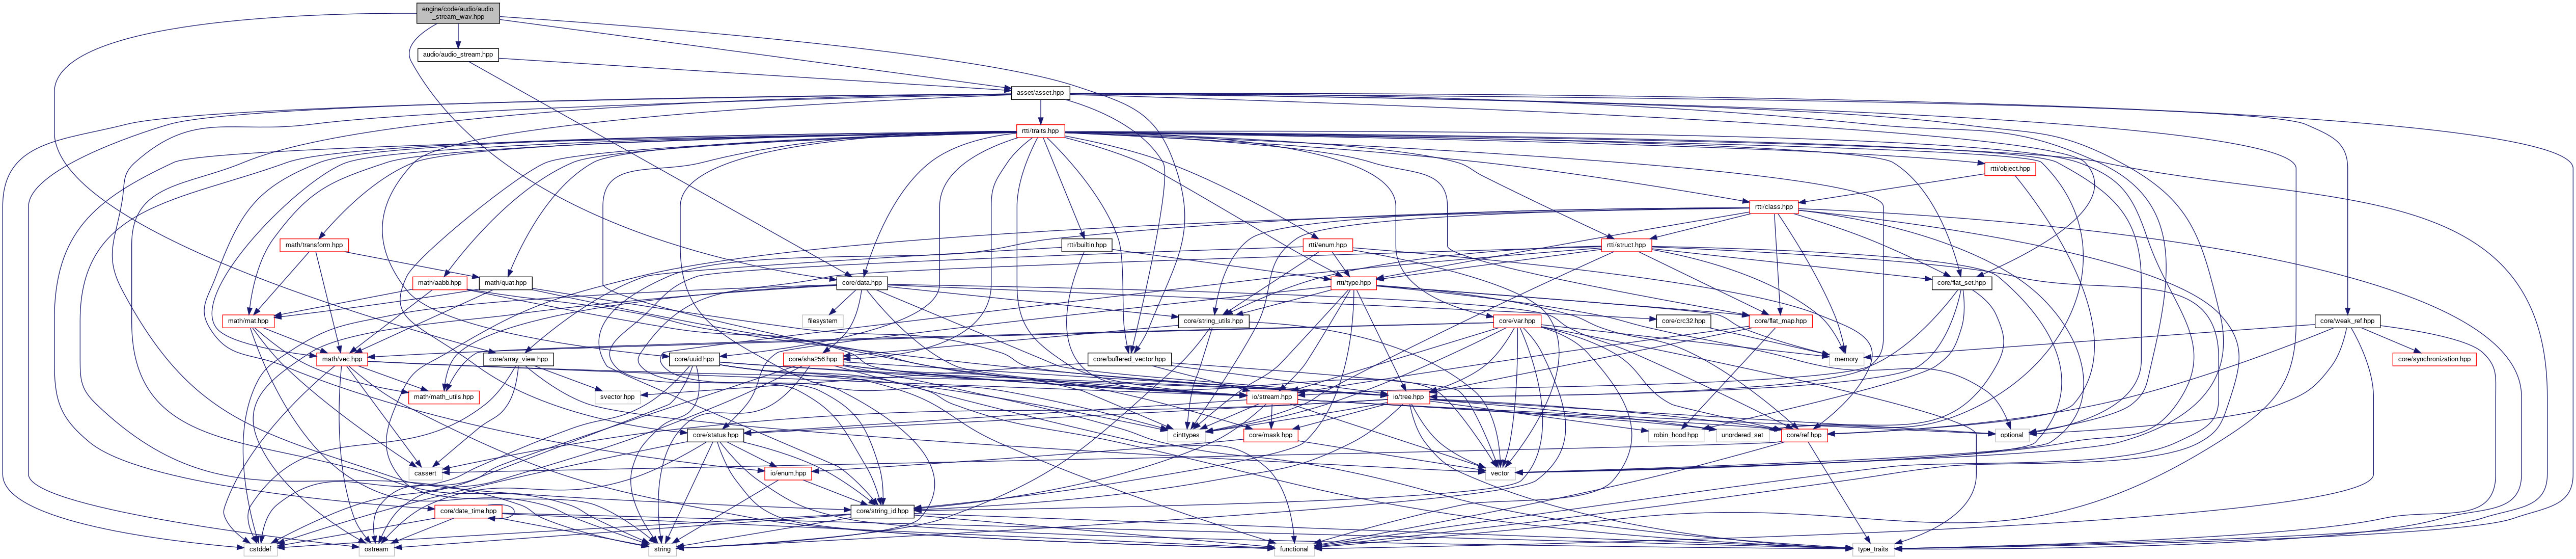 engine/code/audio/audio
_stream_wav.hpp
audio/audio_stream.hpp
asset/asset.hpp
rtti/traits.hpp
rtti/object.hpp
rtti/class.hpp
math/transform.hpp
rtti/builtin.hpp
rtti/enum.hpp
rtti/struct.hpp
math/aabb.hpp
math/quat.hpp
core/data.hpp
rtti/type.hpp
core/flat_set.hpp
math/mat.hpp
filesystem
core/string_utils.hpp
core/var.hpp
core/crc32.hpp
core/flat_map.hpp
core/weak_ref.hpp
math/vec.hpp
core/array_view.hpp
core/uuid.hpp
core/sha256.hpp
core/buffered_vector.hpp
memory
core/synchronization.hpp
math/math_utils.hpp
svector.hpp
io/stream.hpp
io/tree.hpp
core/status.hpp
cinttypes
core/mask.hpp
robin_hood.hpp
unordered_set
core/ref.hpp
optional
cassert
io/enum.hpp
vector
core/date_time.hpp
core/string_id.hpp
cstddef
ostream
string
functional
type_traits